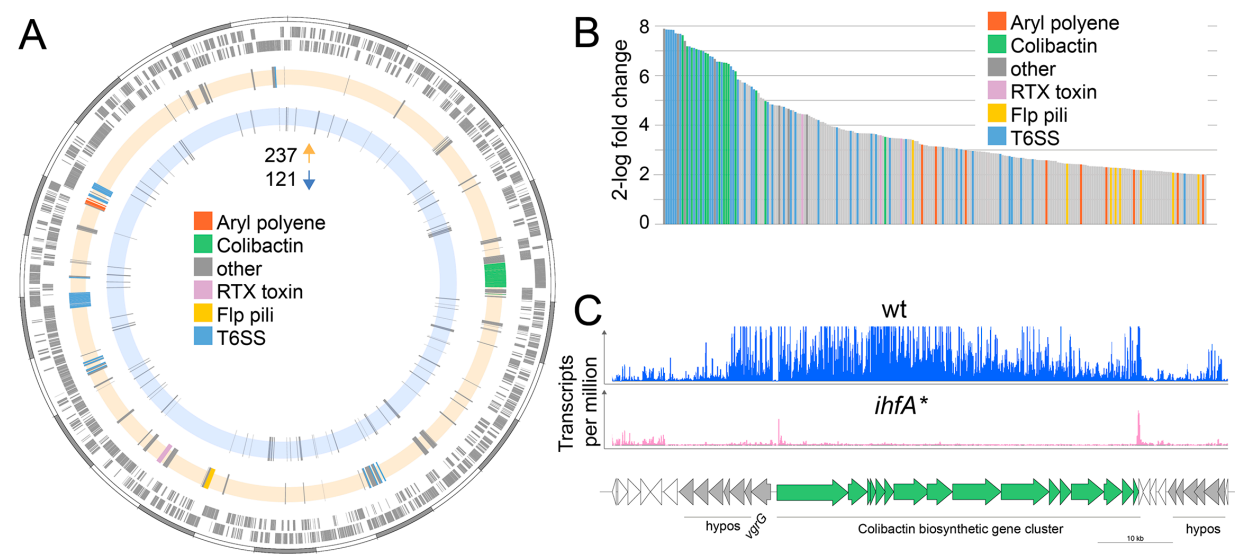 A
237
121
Aryl polyene
Colibactin
other
RTX toxin
Flp pili
T6SS
B
2-log fold change
8
6
4
2
0
Aryl polyene
Colibactin
other
RTX toxin
Flp pili
T6SS
C
wt
ihfA*
Transcripts
per million
hypos
vgrG
Colibactin biosynthetic gene cluster
10 kb
hypos